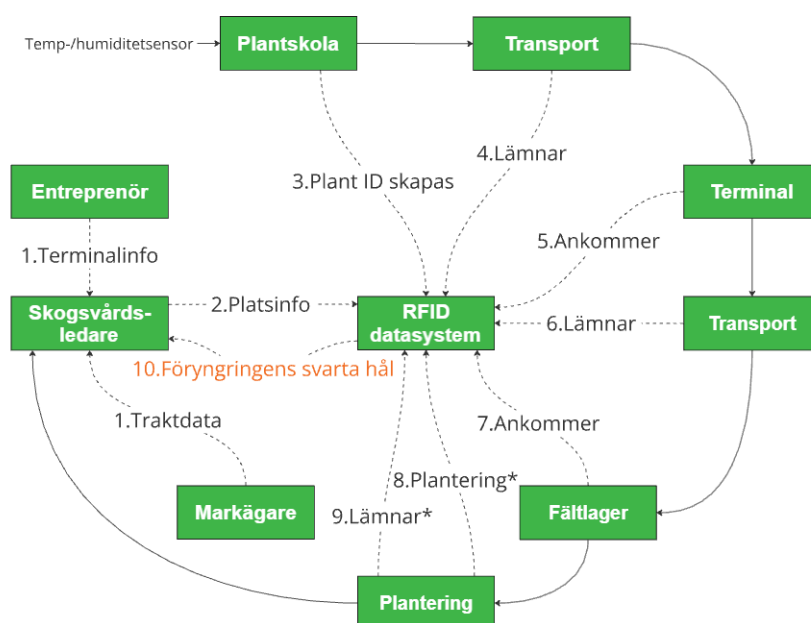 Temp-/humiditetsensor
Plantskola
Transport
4.Lämnar
3.Plant ID skapas
Entreprenör
Terminal
5.Ankommer
1.Terminalinfo
Skogsvårds-
ledare
2.Platsinfo
RFID
datasystem
6.Lämnar
Transport
10.Föryngringens svarta hål
1.Traktdata
7.Ankommer
8.Plantering*
Markägare
9.Lämnar*
Fältlager
Plantering